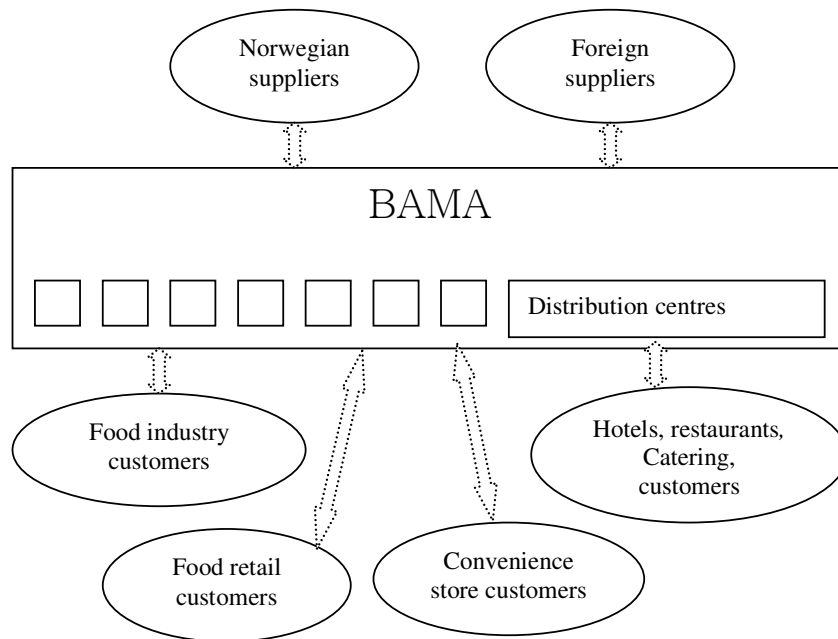 Norwegian
suppliers
Foreign
suppliers
BAMA
Distribution centres
Food industry
customers
Hotels, restaurants,
Catering,
customers
Food retail
customers
Convenience
store customers